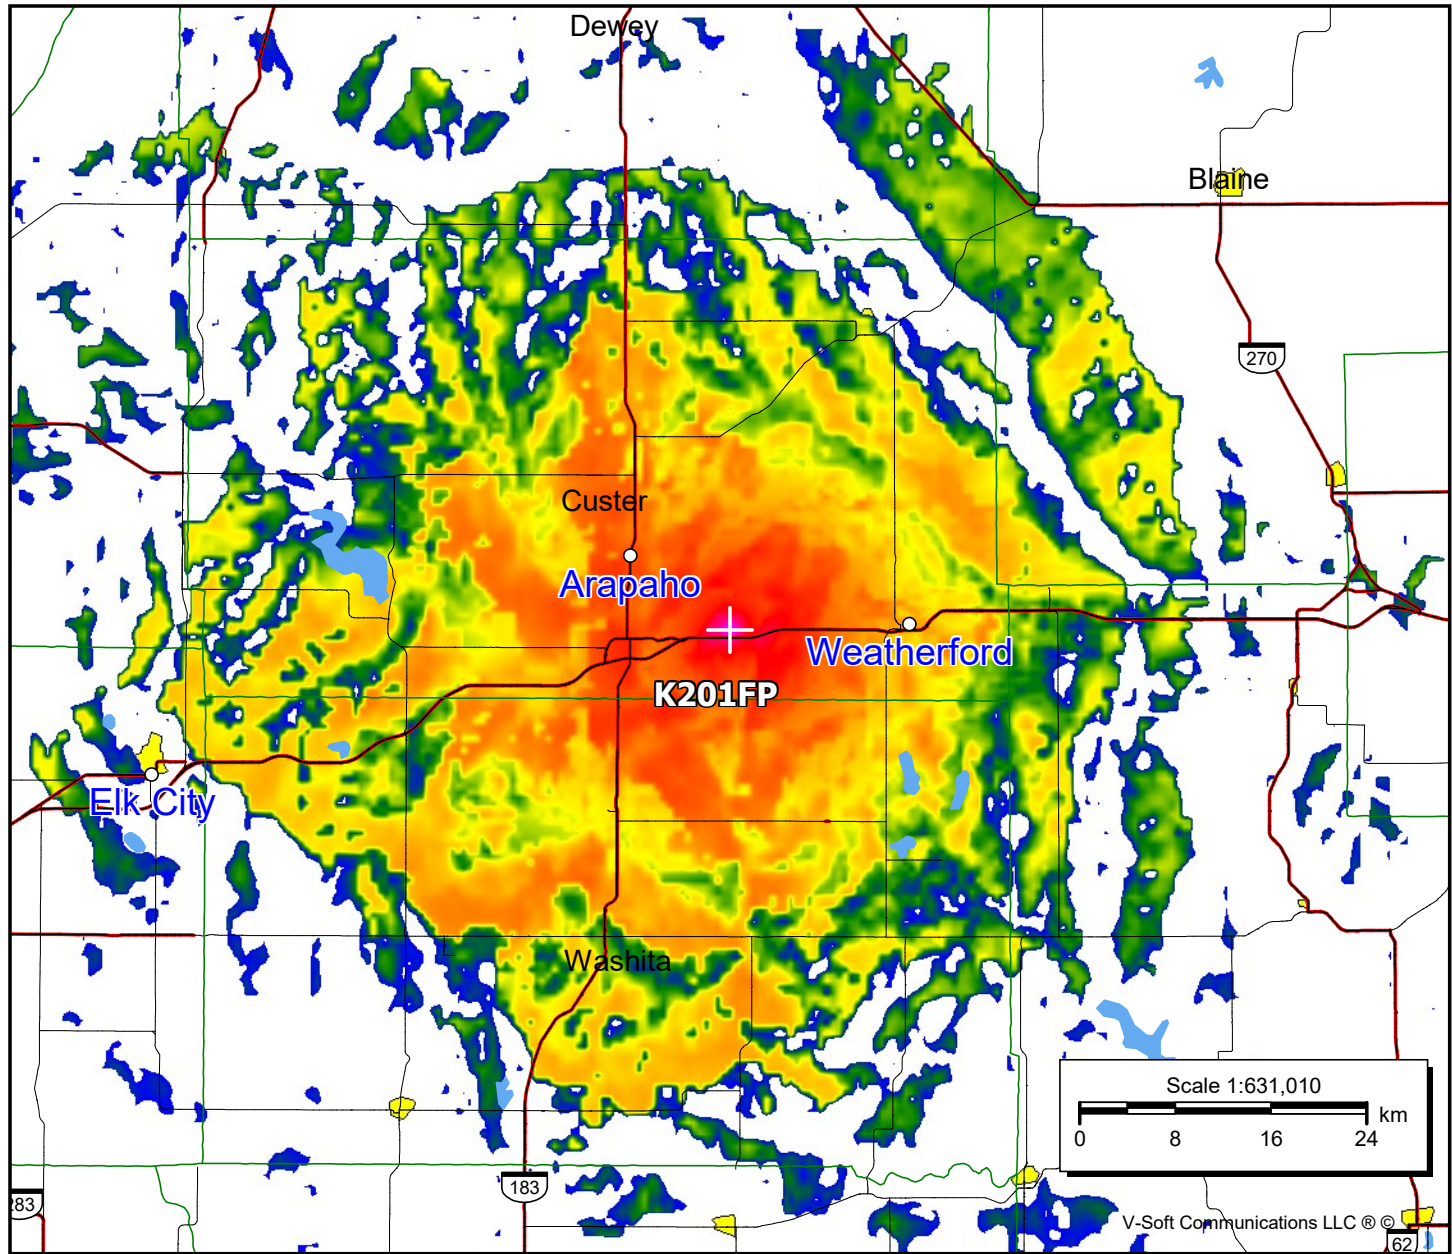 Dewey
Blaine
270
Custer
Arapaho
Weatherford
K201FP
Elk City
Washita
Scale 1:631,010
km
0 8 16 24
183
83
V-Soft Communications LLC ® ©
62